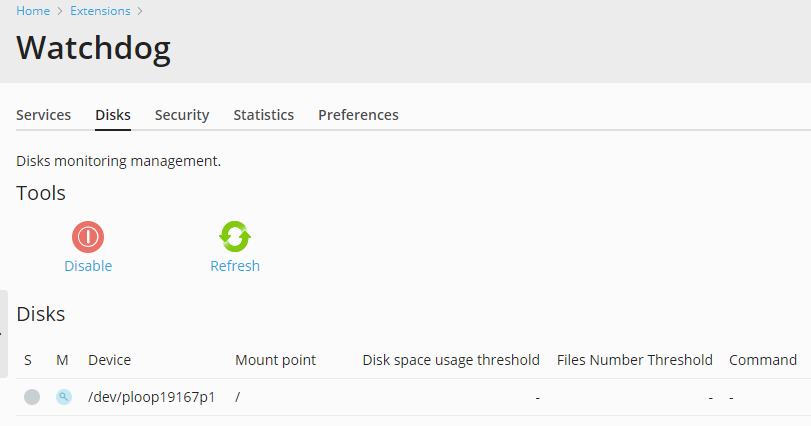 Home > Extensions >
Watchdog
Services Disks Security Statistics Preferences
Disks monitoring management.
Tools
Disable Refresh
Disks
S M Device Mount point Disk space usage threshold Files Number Threshold Command
/dev/ploop19167p1 / - - -